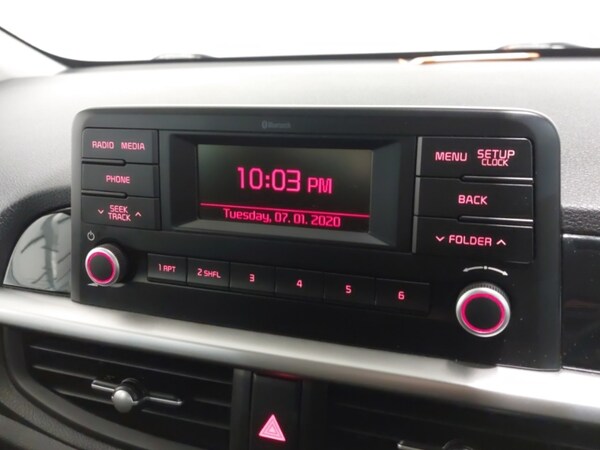 Bluetooth
RADIO MEDIA
PHONE
SEEK
TRACK
10:03 PM
Tuesday, 07. 01. 2020
MENU
SETUP
CLOCK
BACK
FOLDER
1 RPT
2 SHFL
3
4
5
6